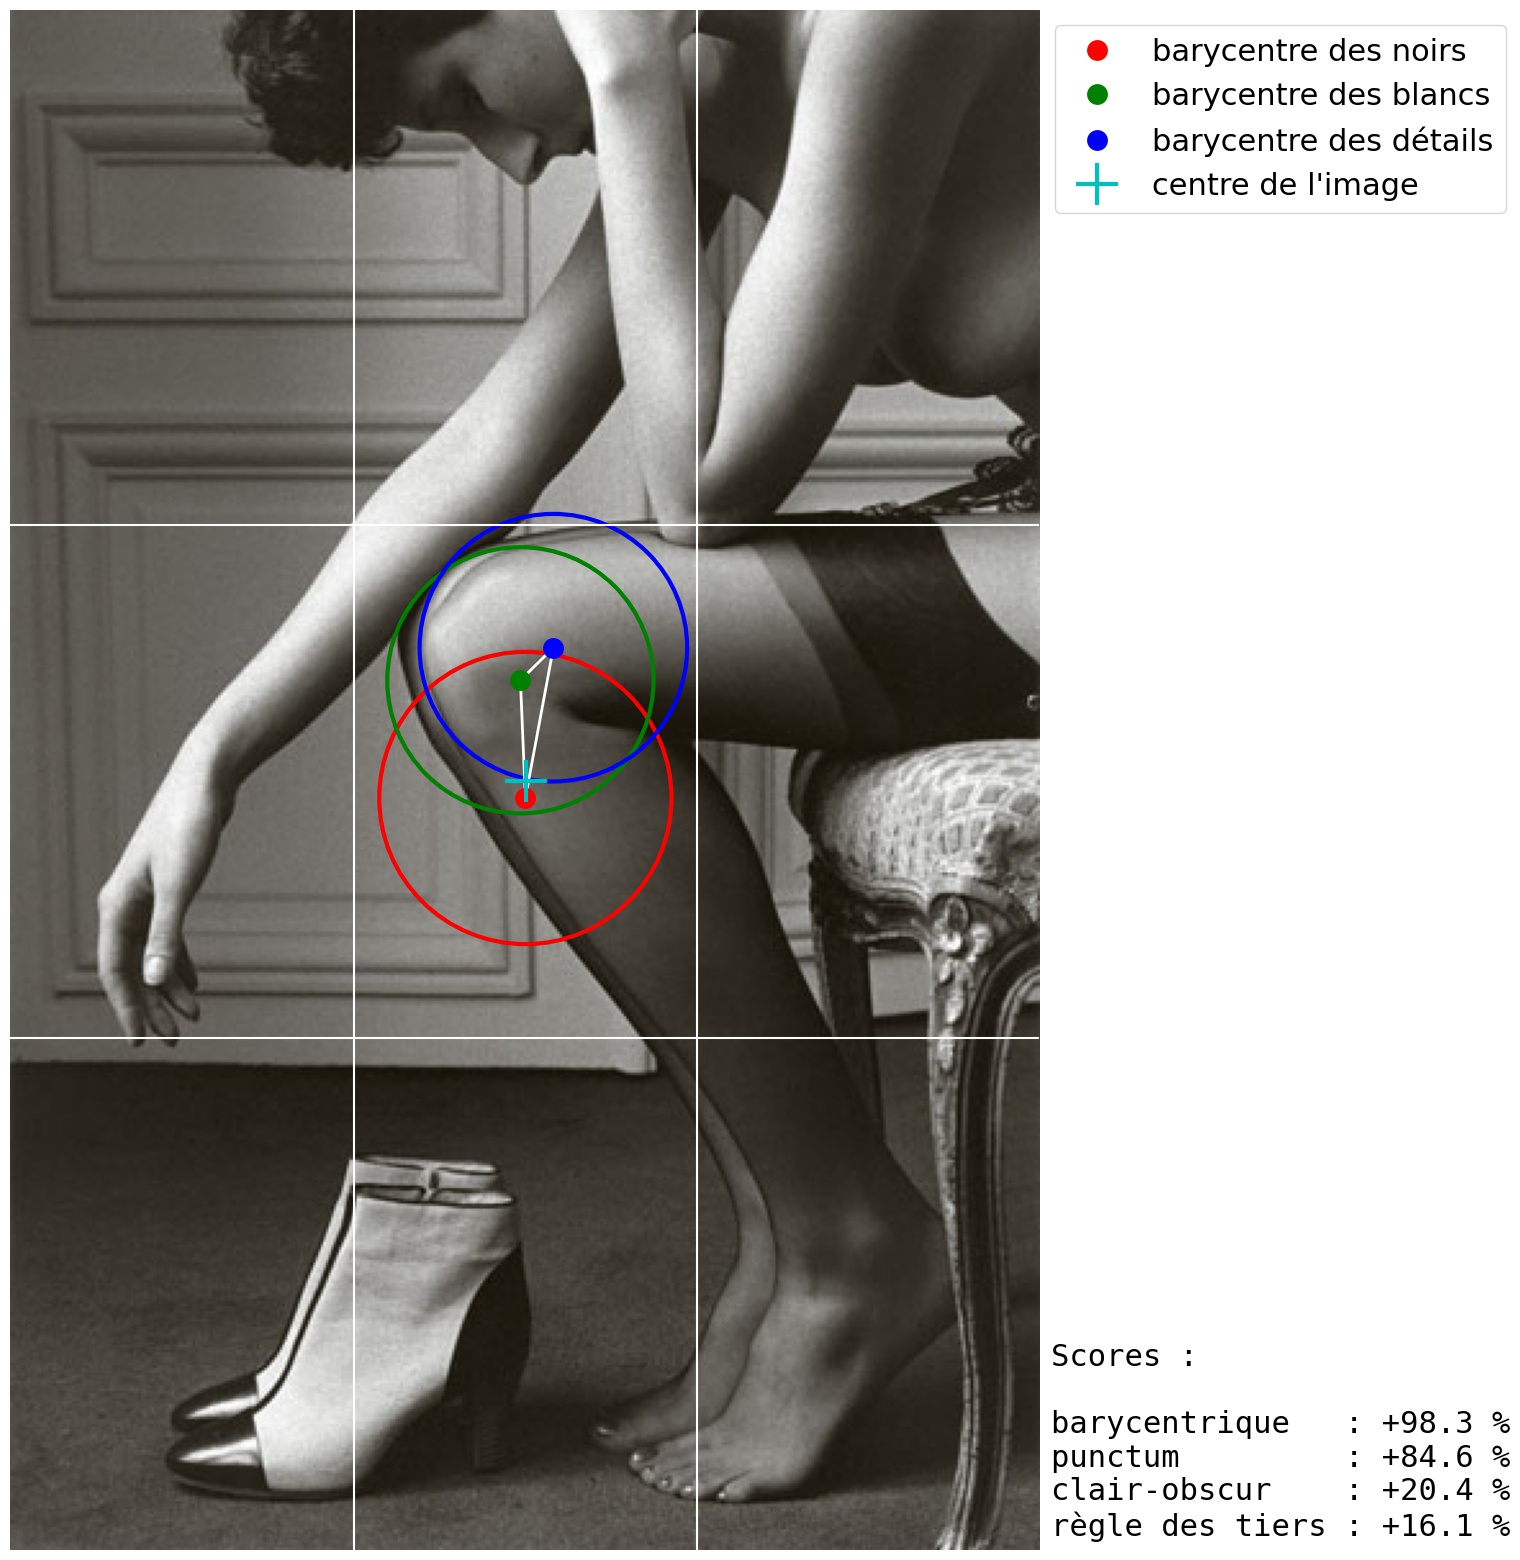 barycentre des noirs
barycentre des blancs
barycentre des détails
centre de l'image
Scores :
barycentrique   : +98.3 %
punctum         : +84.6 %
clair-obscur    : +20.4 %
règle des tiers : +16.1 %